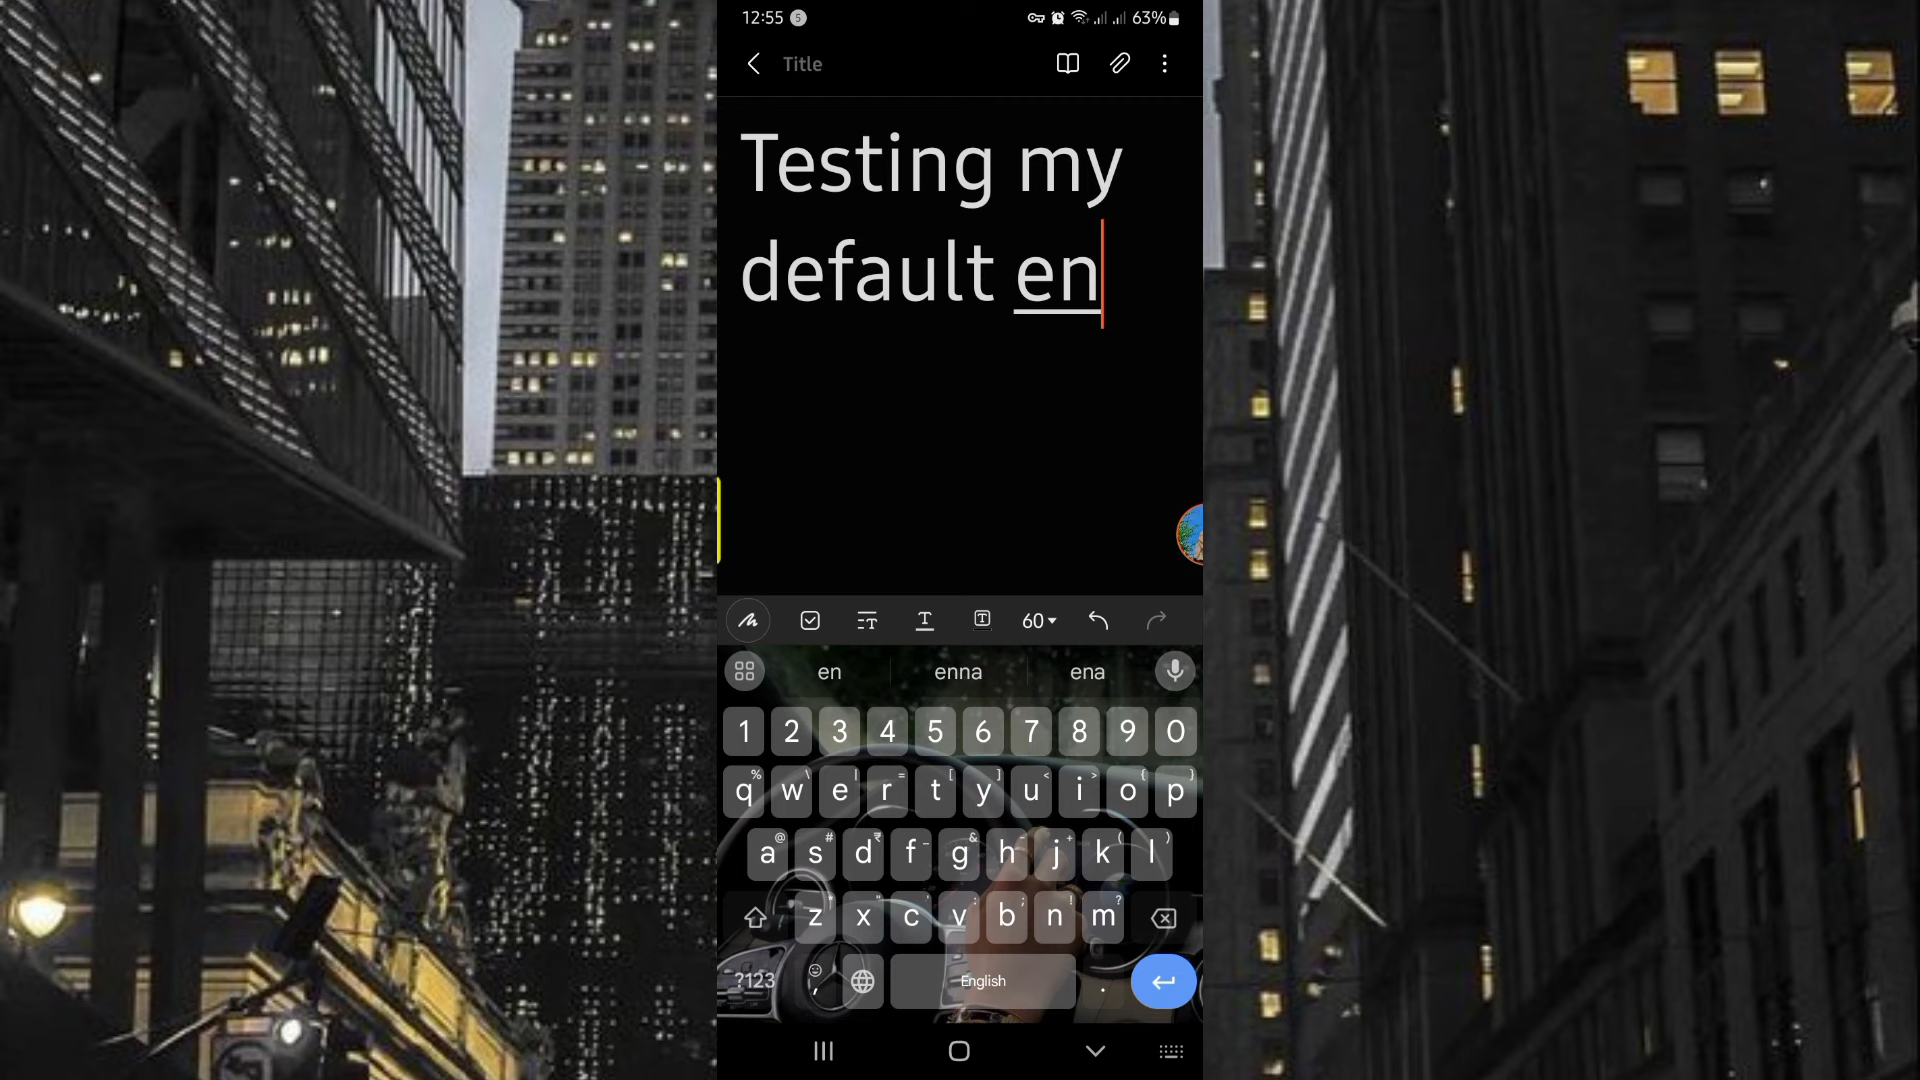 12:55 5 63%
Title
Testing my
default en
60
en enna ena
1 2 3 4 5 6 7 8 9 0
% \ | = [ ] < > { }
q w e r t y u i o p
@ # ₹ _ & - + ( )
a s d f g h j k l
* " ' : ; ! ?
z x c v b n m
?123 , English .